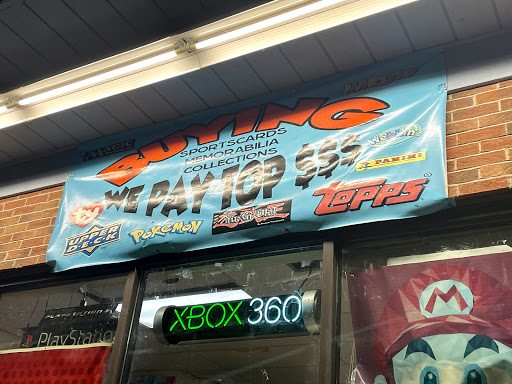 BUYING
MAGIC
SPORTSCARDS
MEMORABILIA
COLLECTIONS
WE PAY TOP $$$
ty
UPPER DECK
POKéMON
Yu-Gi-Oh!
PANINI
TOPPS
PlayStation
XBOX 360
M